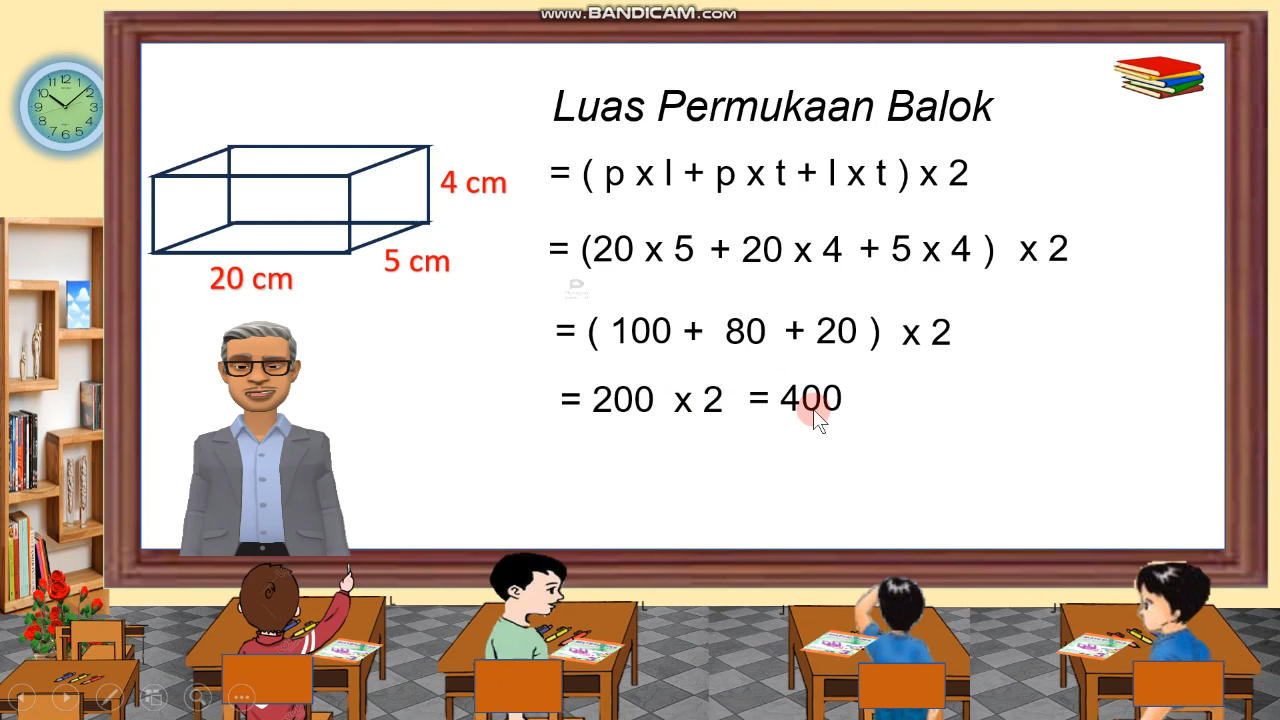 www.BANDICAM.com
Luas Permukaan Balok
= ( p x l + p x t + l x t ) x 2
4 cm
= (20 x 5 + 20 x 4 + 5 x 4 ) x 2
5 cm
20 cm
= ( 100 + 80 + 20 ) x 2
= 200 x 2 = 400